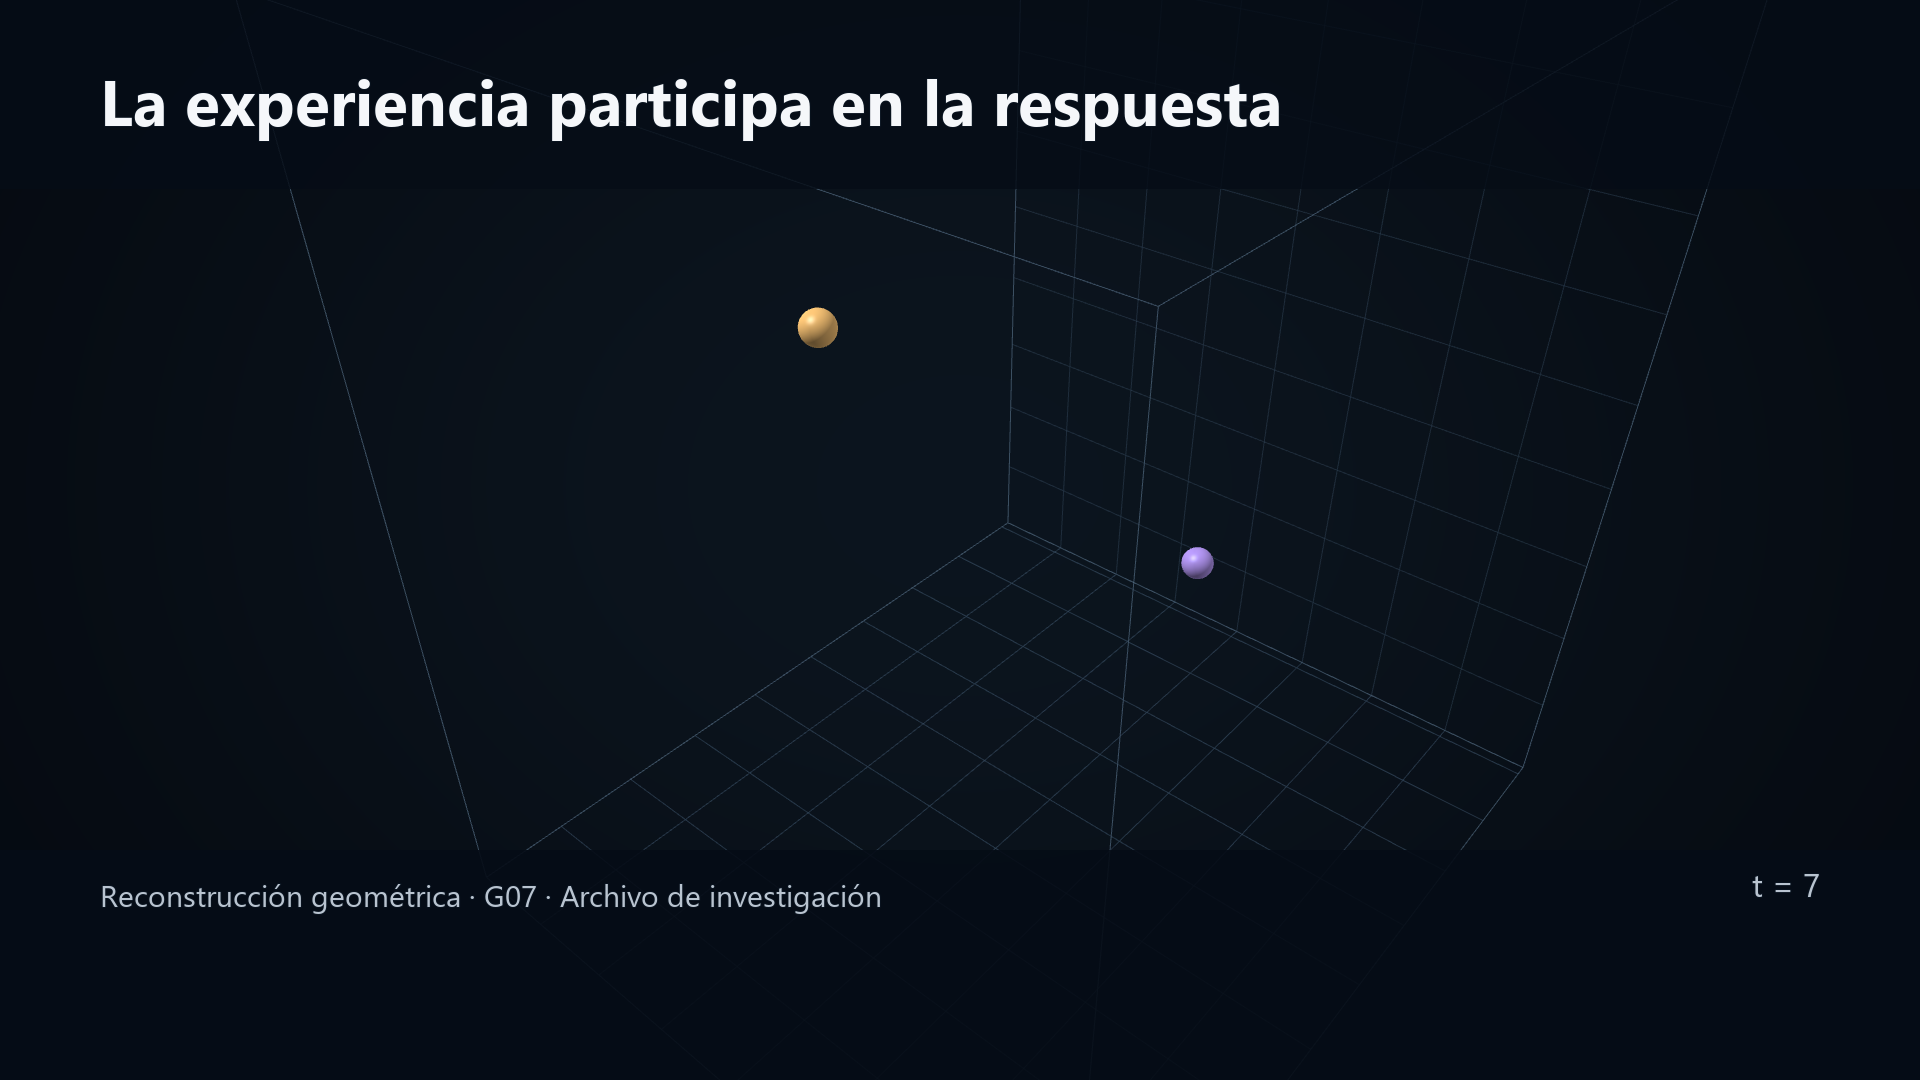 La experiencia participa en la respuesta
Reconstrucción geométrica · G07 · Archivo de investigación
t = 7